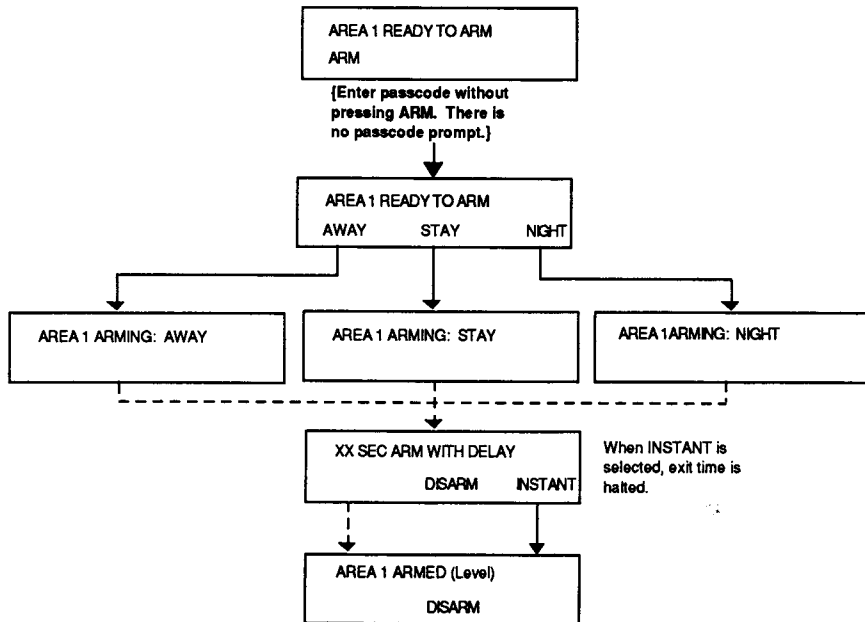 AREA 1 READY TO ARM
ARM
{Enter passcode without
pressing ARM. There is
no passcode prompt.}
AREA 1 READY TO ARM
AWAY STAY NIGHT
AREA 1 ARMING: AWAY
AREA 1 ARMING: STAY
AREA 1 ARMING: NIGHT
XX SEC ARM WITH DELAY
DISARM INSTANT
When INSTANT is
selected, exit time is
halted.
AREA 1 ARMED (Level)
DISARM